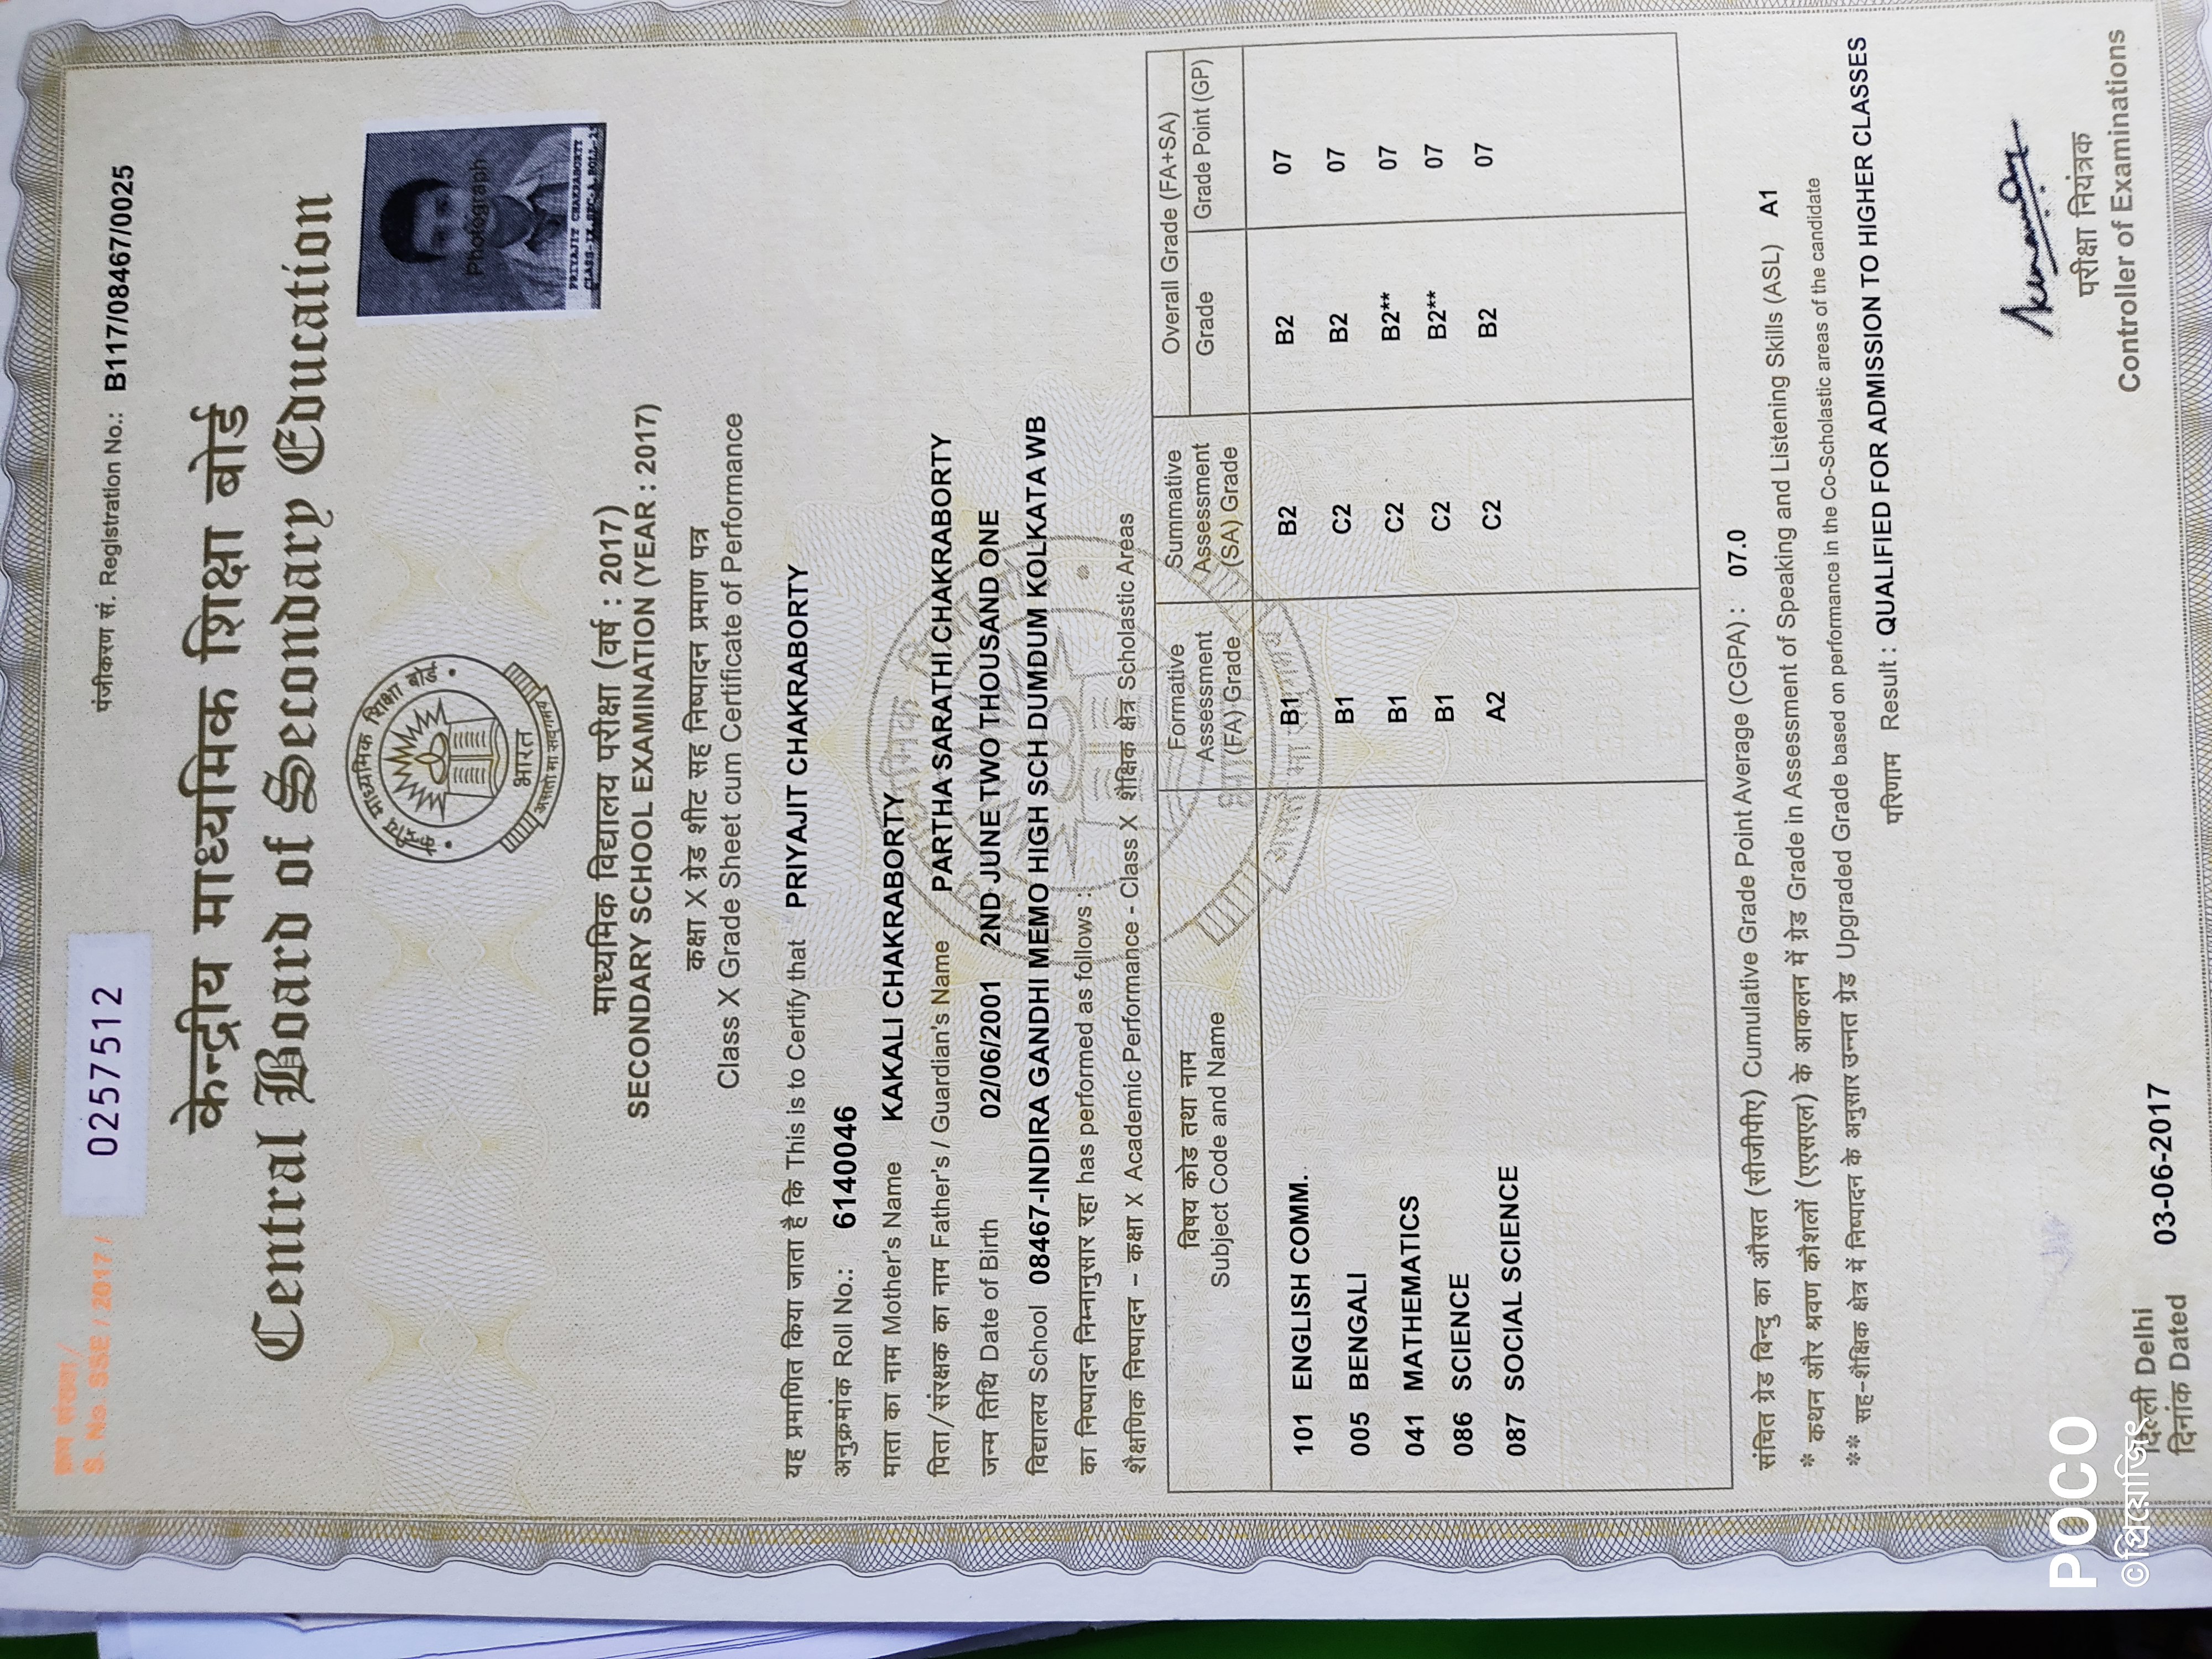 क्रम संख्या/
S. No. SSE / 2017 /
02575512
पंजीकरण सं. Registration No.: B117/08467/0025
केन्द्रीय माध्यमिक शिक्षा बोर्ड
Central Board of Secondary Education
केन्द्रीय माध्यमिक शिक्षा बोर्ड
भारत
असतो मा सद्गमय
Photograph
PRIYAJIT CHAKRABORTY
माध्यमिक विद्यालय परीक्षा (वर्ष : 2017)
SECONDARY SCHOOL EXAMINATION (YEAR : 2017)
कक्षा X ग्रेड शीट सह निष्पादन प्रमाण पत्र
Class X Grade Sheet cum Certificate of Performance
यह प्रमाणित किया जाता है कि This is to Certify that PRIYAJIT CHAKRABORTY
अनुक्रमांक Roll No.: 6140046
माता का नाम Mother's Name KAKALI CHAKRABORTY
पिता/संरक्षक का नाम Father's / Guardian's Name PARTHA SARATHI CHAKRABORTY
जन्म तिथि Date of Birth 02/06/2001 2ND JUNE TWO THOUSAND ONE
विद्यालय School 08467-INDIRA GANDHI MEMO HIGH SCH DUMDUM KOLKATA WB
का निष्पादन निम्नानुसार रहा has performed as follows :
शैक्षणिक निष्पादन – कक्षा X Academic Performance - Class X शैक्षिक क्षेत्र Scholastic Areas
विषय कोड तथा नाम
Subject Code and Name
Formative Assessment (FA) Grade
Summative Assessment (SA) Grade
Overall Grade (FA+SA)
Grade Grade Point (GP)
101 ENGLISH COMM. B1 B2 B2 07
005 BENGALI B1 C2 B2 07
041 MATHEMATICS B1 C2 B2** 07
086 SCIENCE B1 C2 B2** 07
087 SOCIAL SCIENCE A2 C2 B2 07
संचित ग्रेड बिन्दु का औसत (सीजीपीए) Cumulative Grade Point Average (CGPA) : 07.0
* कथन और श्रवण कौशलों (एएसएल) के आकलन में ग्रेड Grade in Assessment of Speaking and Listening Skills (ASL) A1
** सह-शैक्षिक क्षेत्र में निष्पादन के अनुसार उन्नत ग्रेड Upgraded Grade based on performance in the Co-Scholastic areas of the candidate
परिणाम Result : QUALIFIED FOR ADMISSION TO HIGHER CLASSES
दिल्ली Delhi
दिनांक Dated 03-06-2017
परीक्षा नियंत्रक
Controller of Examinations
POCO
©প্রিয়োজিৎ